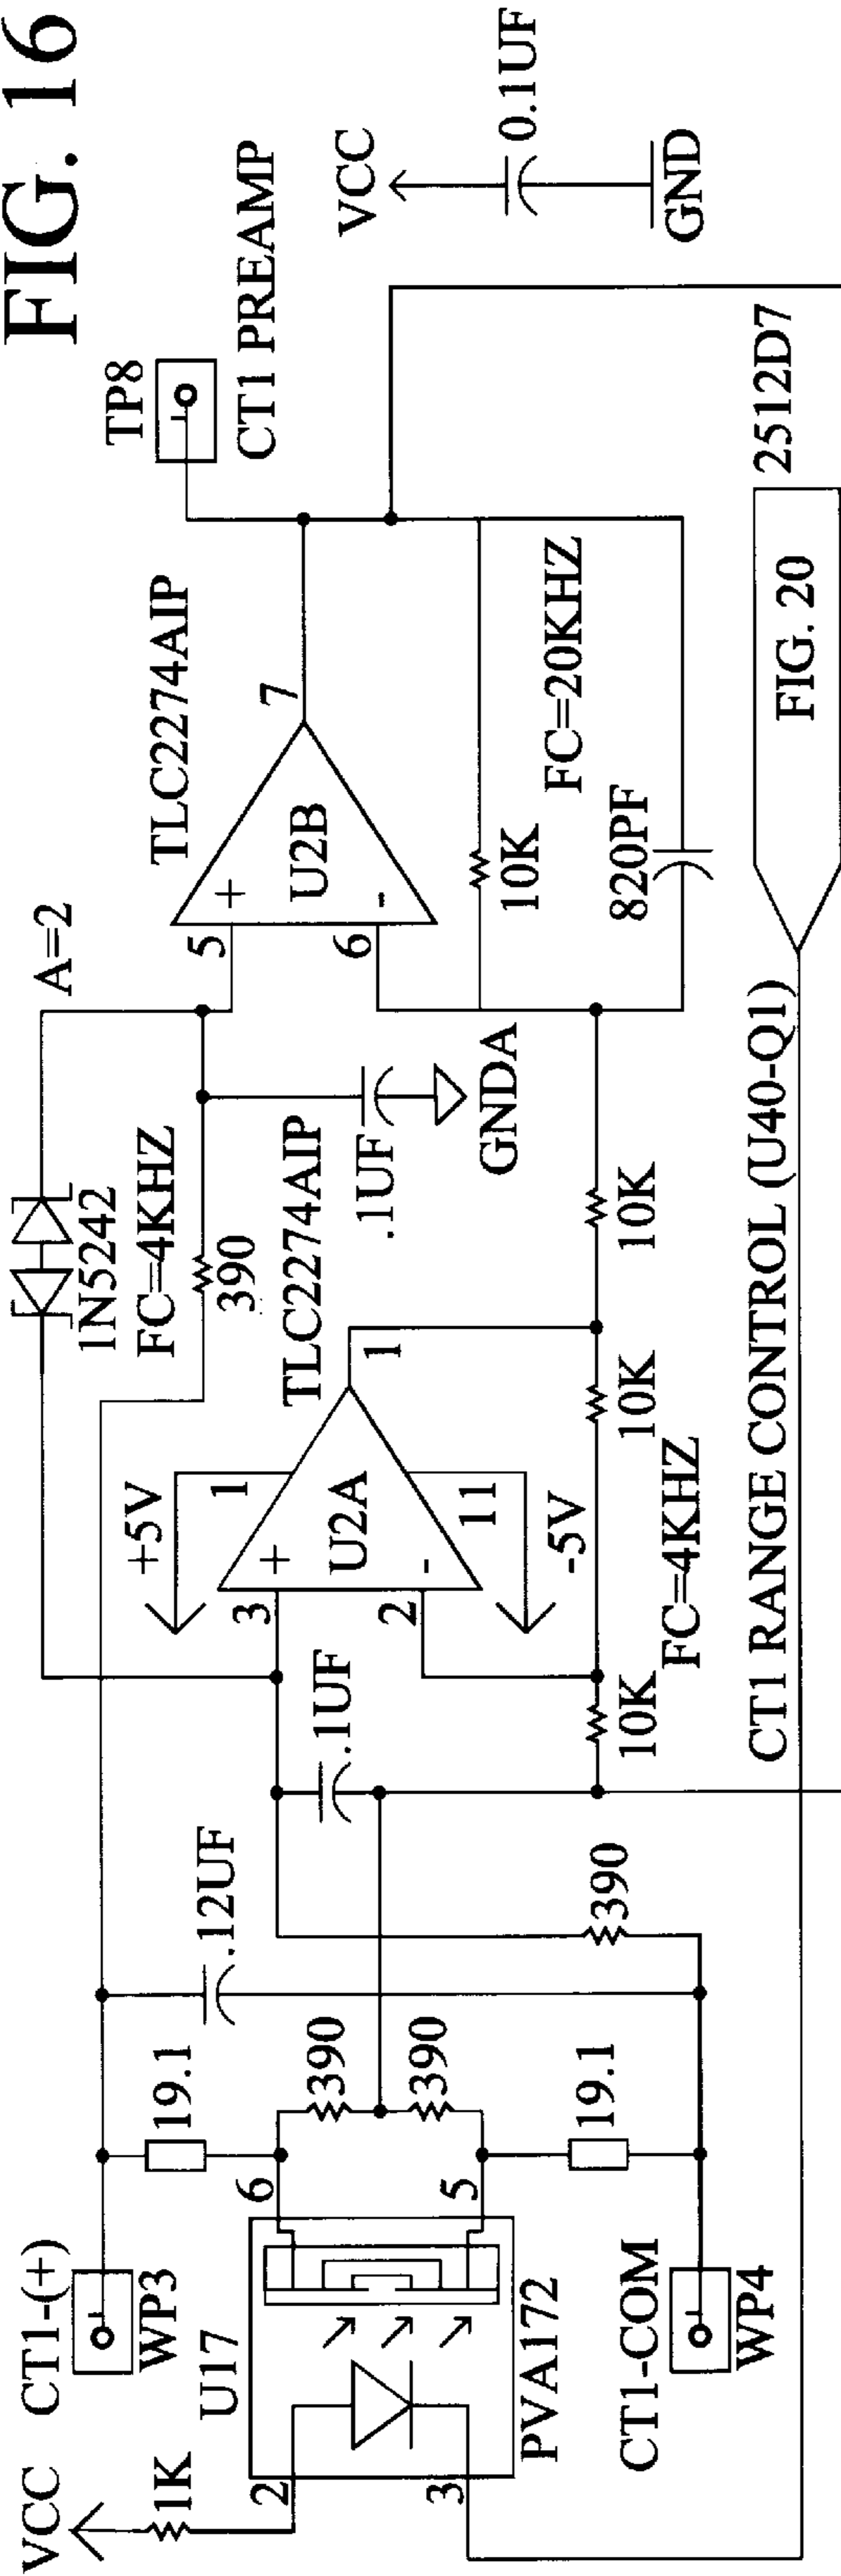 FIG. 16
VCC
CT1-(+)
WP3
1K
U17
2
3
6
5
PVA172
19.1
19.1
390
390
CT1-COM
WP4
.12UF
390
.1UF
+5V
1
3
2
U2A
+
-
11
-5V
1
TLC2274AIP
10K
10K
10K
FC=4KHZ
1N5242
FC=4KHZ
390
.1UF
GNDA
A=2
TLC2274AIP
5
6
U2B
+
-
7
10K
820PF
FC=20KHZ
TP8
CT1 PREAMP
VCC
0.1UF
GND
CT1 RANGE CONTROL (U40-Q1)
FIG. 20
2512D7